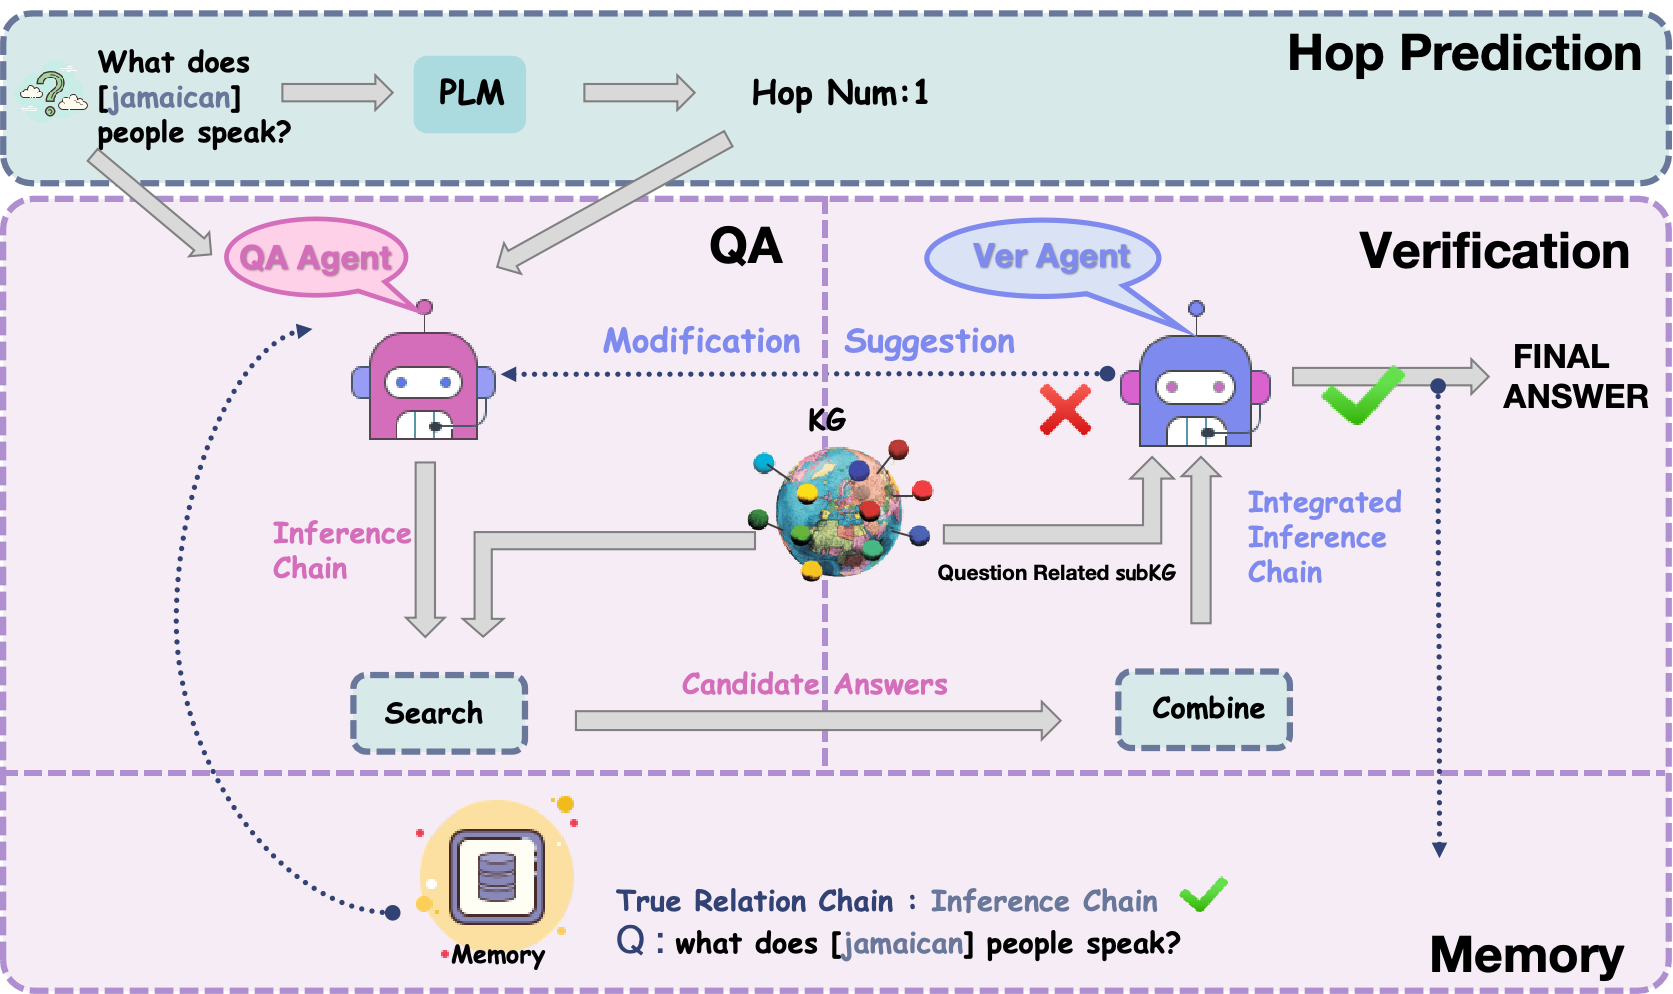 Hop Prediction
What does
[jamaican]
people speak?
PLM
Hop Num:1
QA Agent
QA
Ver Agent
Verification
Modification Suggestion
FINAL
ANSWER
KG
Inference
Chain
Question Related subKG
Integrated
Inference
Chain
Search
Candidate Answers
Combine
Memory
True Relation Chain : Inference Chain
Q : what does [jamaican] people speak?
Memory